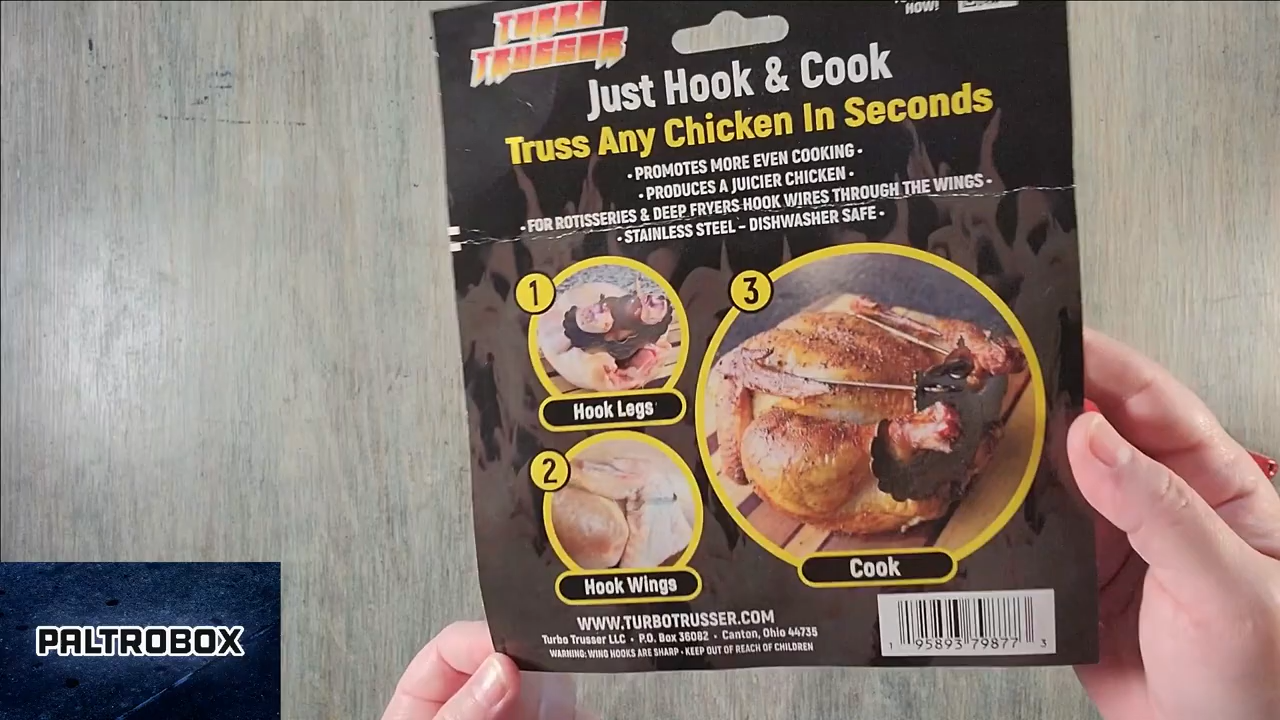 TURBO
TRUSSER
NOW!
Just Hook & Cook
Truss Any Chicken In Seconds
• PROMOTES MORE EVEN COOKING •
• PRODUCES A JUICIER CHICKEN •
• FOR ROTISSERIES & DEEP FRYERS HOOK WIRES THROUGH THE WINGS •
• STAINLESS STEEL – DISHWASHER SAFE •
1
Hook Legs
2
Hook Wings
3
Cook
WWW.TURBOTRUSSER.COM
Turbo Trusser LLC • P.O. Box 36082 • Canton, Ohio 44735
WARNING: WING HOOKS ARE SHARP • KEEP OUT OF REACH OF CHILDREN
1 95893 79877 3
PALTROBOX